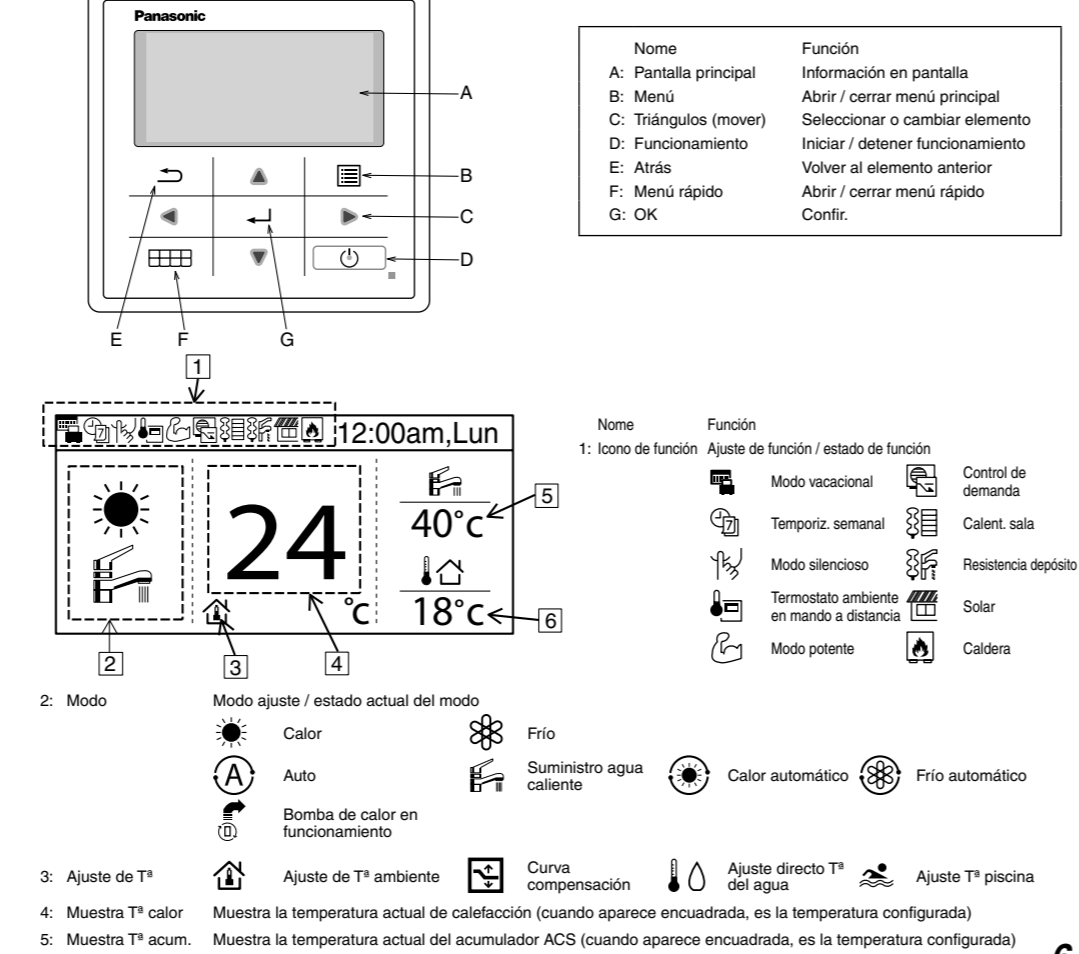 Panasonic
A
B
C
D
E F G
Nome Función
A: Pantalla principal Información en pantalla
B: Menú Abrir / cerrar menú principal
C: Triángulos (mover) Seleccionar o cambiar elemento
D: Funcionamiento Iniciar / detener funcionamiento
E: Atrás Volver al elemento anterior
F: Menú rápido Abrir / cerrar menú rápido
G: OK Confir.
1
12:00am,Lun
24
°c
40°c
18°c
5
6
2
3
4
Nome Función
1: Icono de función Ajuste de función / estado de función
Modo vacacional
Control de
demanda
Temporiz. semanal Calent. sala
Modo silencioso Resistencia depósito
Termostato ambiente
en mando a distancia
Solar
Modo potente Caldera
2: Modo Modo ajuste / estado actual del modo
Calor Frío
Auto
Suministro agua
caliente
Calor automático Frío automático
Bomba de calor en
funcionamiento
3: Ajuste de Tª Ajuste de Tª ambiente
Curva
compensación
Ajuste directo Tª
del agua
Ajuste Tª piscina
4: Muestra Tª calor Muestra la temperatura actual de calefacción (cuando aparece encuadrada, es la temperatura configurada)
5: Muestra Tª acum. Muestra la temperatura actual del acumulador ACS (cuando aparece encuadrada, es la temperatura configurada)